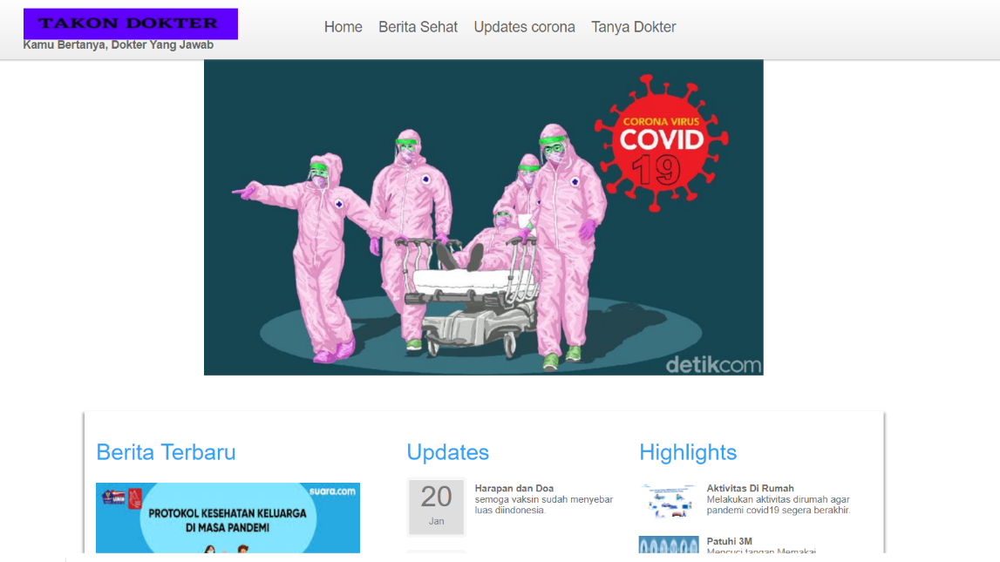 TAKON DOKTER
Kamu Bertanya, Dokter Yang Jawab
Home Berita Sehat Updates corona Tanya Dokter
CORONA VIRUS
COVID
19
detikcom
Berita Terbaru
suara.com
PROTOKOL KESEHATAN KELUARGA
DI MASA PANDEMI
Updates
20
Jan
Harapan dan Doa
semoga vaksin sudah menyebar
luas diindonesia.
Highlights
Aktivitas Di Rumah
Melakukan aktivitas dirumah agar
pandemi covid19 segera berakhir.
Patuhi 3M
Mencuci tangan Memakai